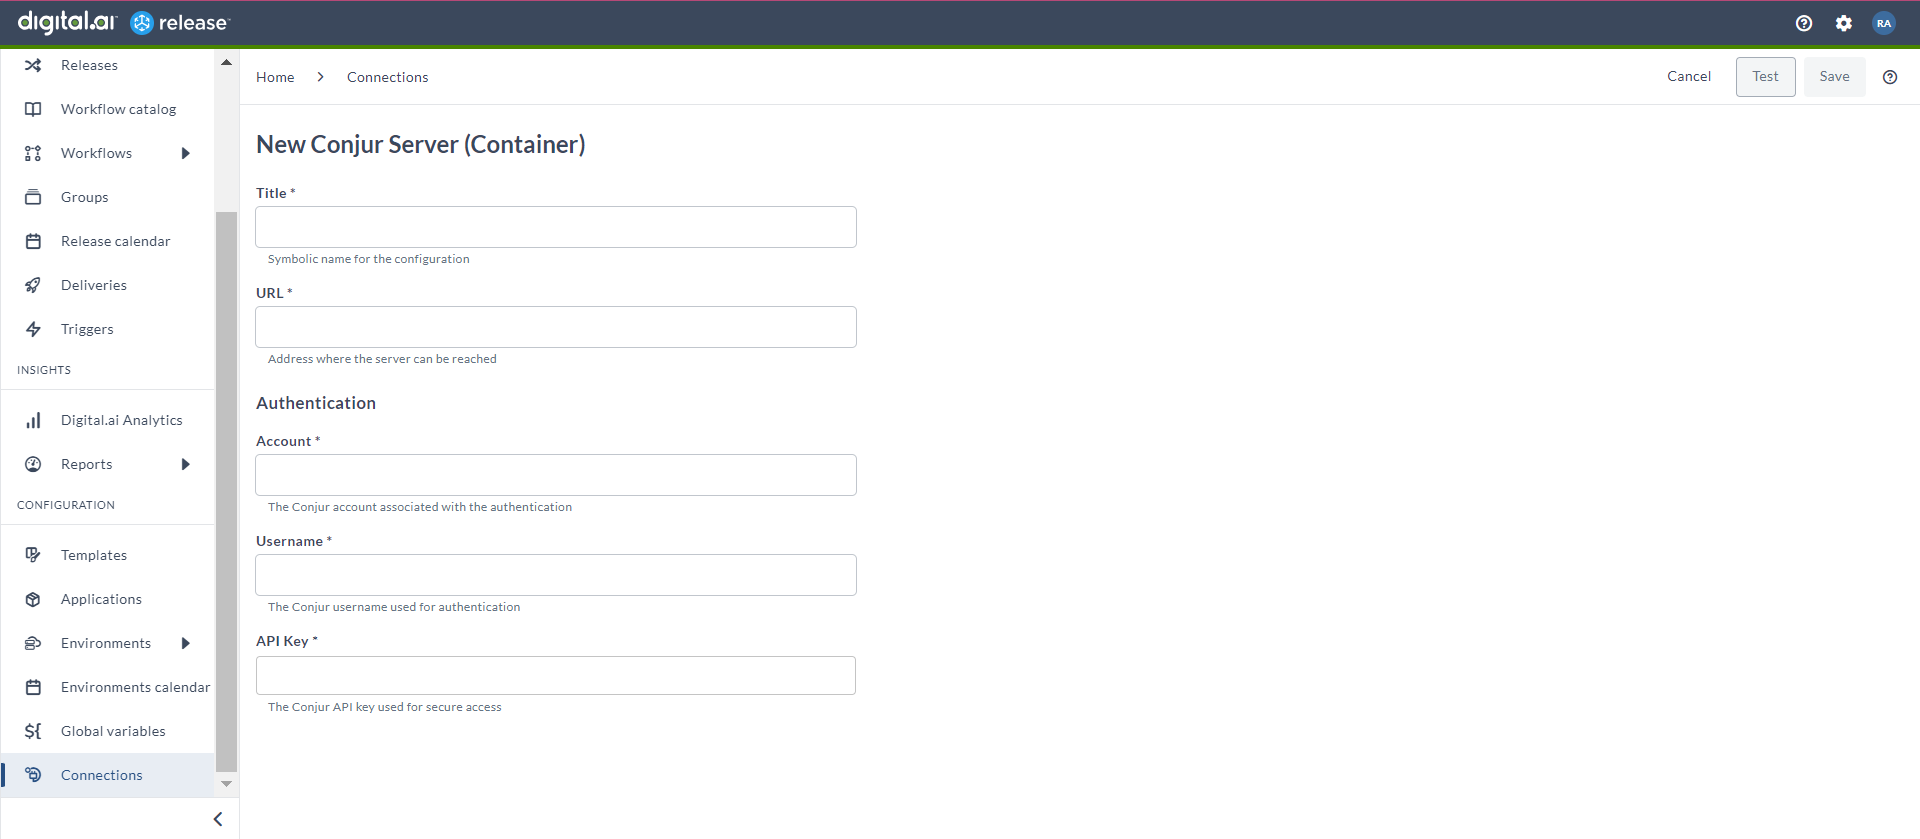 digital.ai release
RA
Releases
Workflow catalog
Workflows
Groups
Release calendar
Deliveries
Triggers
INSIGHTS
Digital.ai Analytics
Reports
CONFIGURATION
Templates
Applications
Environments
Environments calendar
Global variables
Connections
Home > Connections
Cancel Test Save
New Conjur Server (Container)
Title *
Symbolic name for the configuration
URL *
Address where the server can be reached
Authentication
Account *
The Conjur account associated with the authentication
Username *
The Conjur username used for authentication
API Key *
The Conjur API key used for secure access